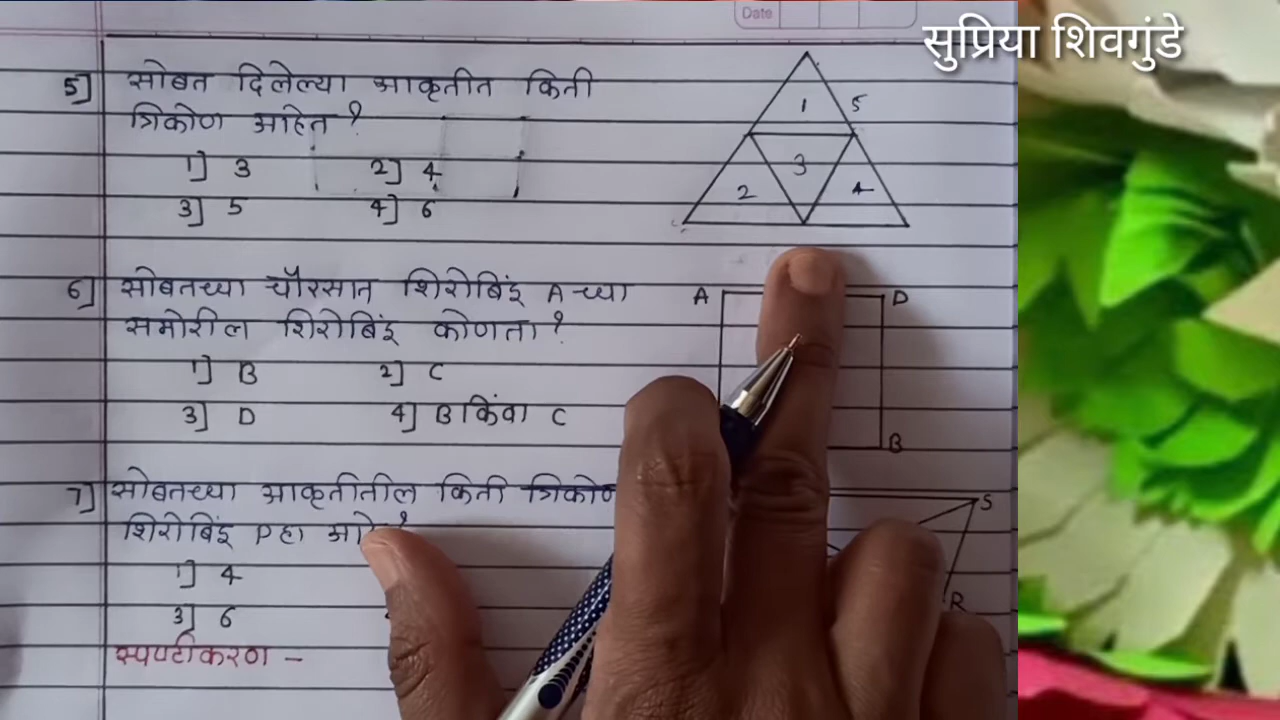 Date
सुप्रिया शिवगुंडे
5] सोबत दिलेल्या आकृतीत किती
त्रिकोण आहेत ?
1] 3 2] 4
3] 5 4] 6
1 5
2 3 4
6] सोबतच्या चौरसात शिरोबिंदू A च्या
समोरील शिरोबिंदू कोणता ?
1] B 2] C
3] D 4] B किंवा C
A D
B
7] सोबतच्या आकृतीतील किती
शिरोबिंदू P हा
1] 4
3] 6
S
R
स्पष्टीकरण -